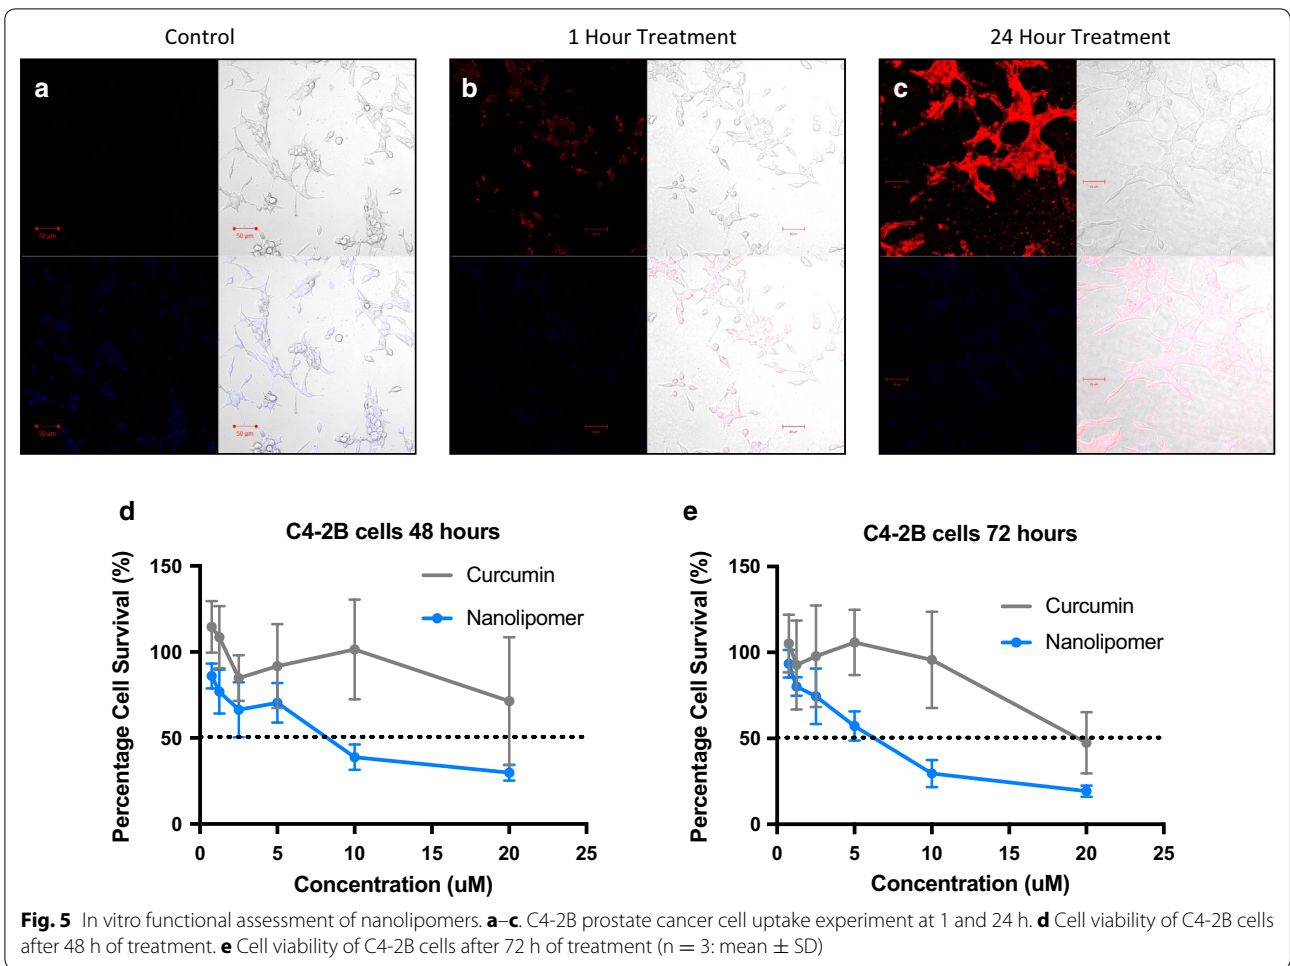 Control
1 Hour Treatment
24 Hour Treatment
a
b
c
50 µm
50 µm
50 µm
50 µm
d
C4-2B cells 48 hours
Percentage Cell Survival (%)
150
100
50
0
0 5 10 15 20 25
Concentration (uM)
Curcumin
Nanolipomer
e
C4-2B cells 72 hours
Percentage Cell Survival (%)
150
100
50
0
0 5 10 15 20 25
Concentration (uM)
Curcumin
Nanolipomer
Fig. 5 In vitro functional assessment of nanolipomers. a–c. C4-2B prostate cancer cell uptake experiment at 1 and 24 h. d Cell viability of C4-2B cells
after 48 h of treatment. e Cell viability of C4-2B cells after 72 h of treatment (n = 3: mean ± SD)